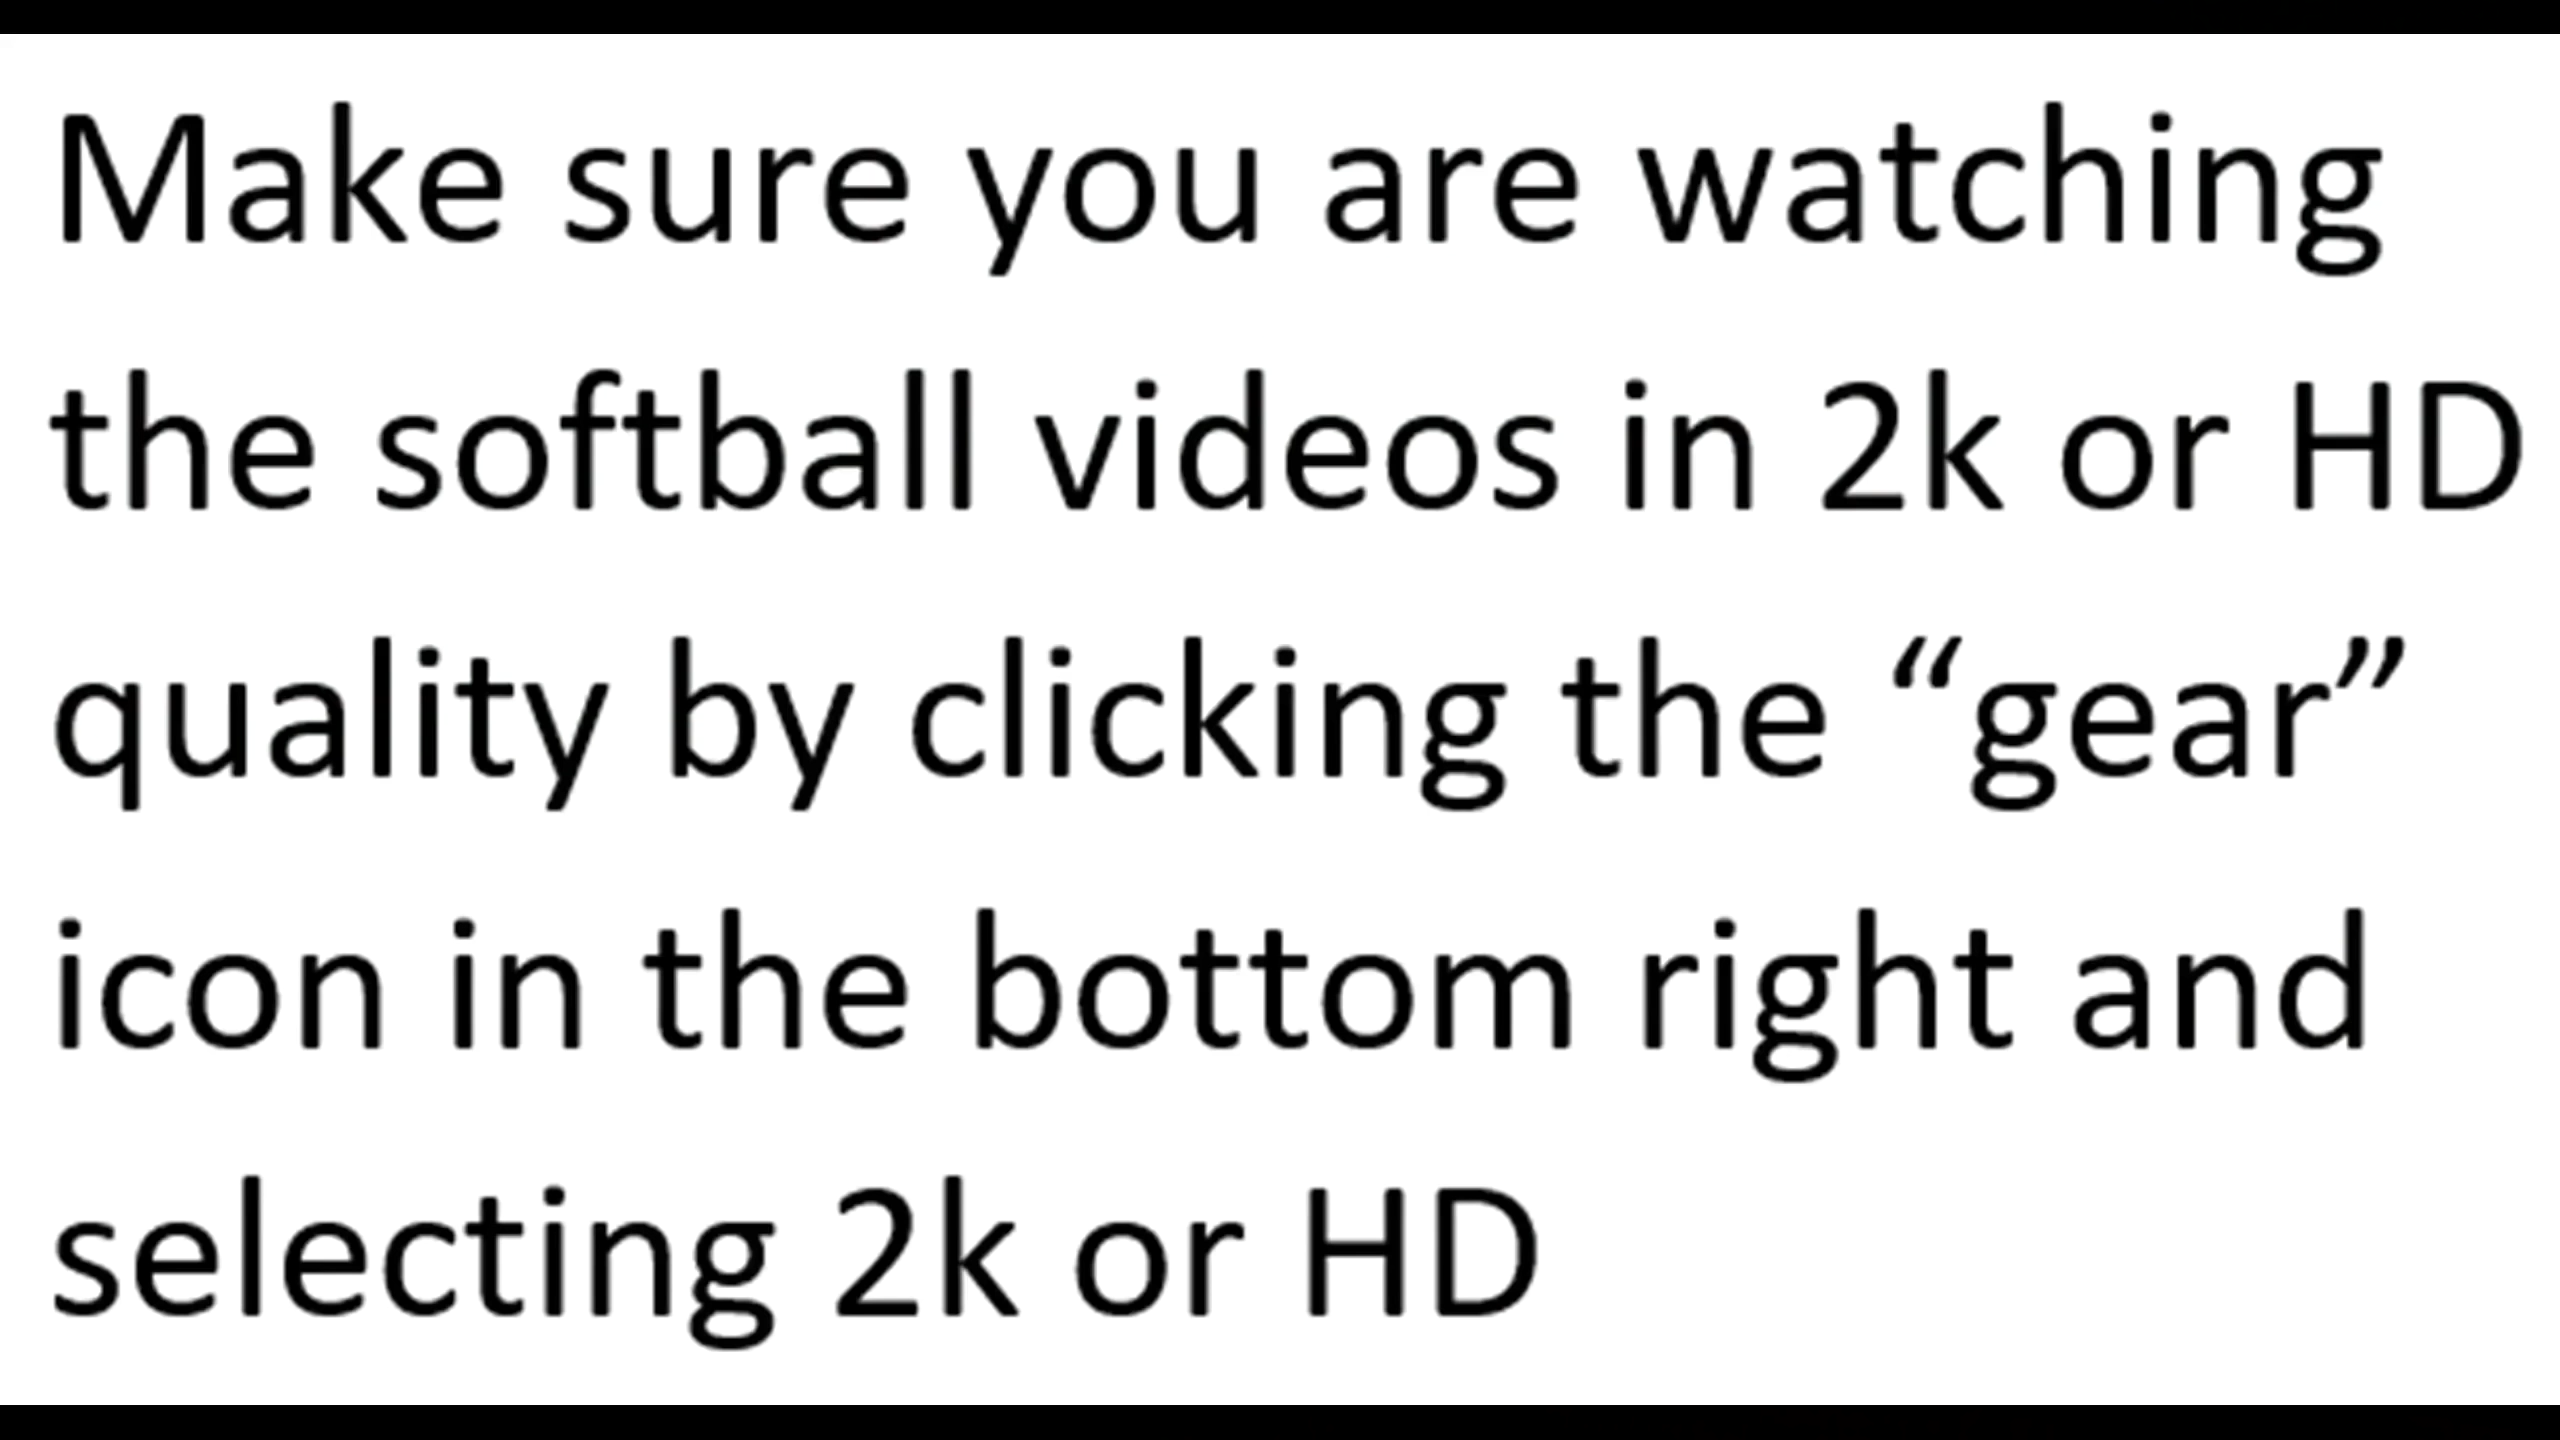 Make sure you are watching
the softball videos in 2k or HD
quality by clicking the “gear”
icon in the bottom right and
selecting 2k or HD